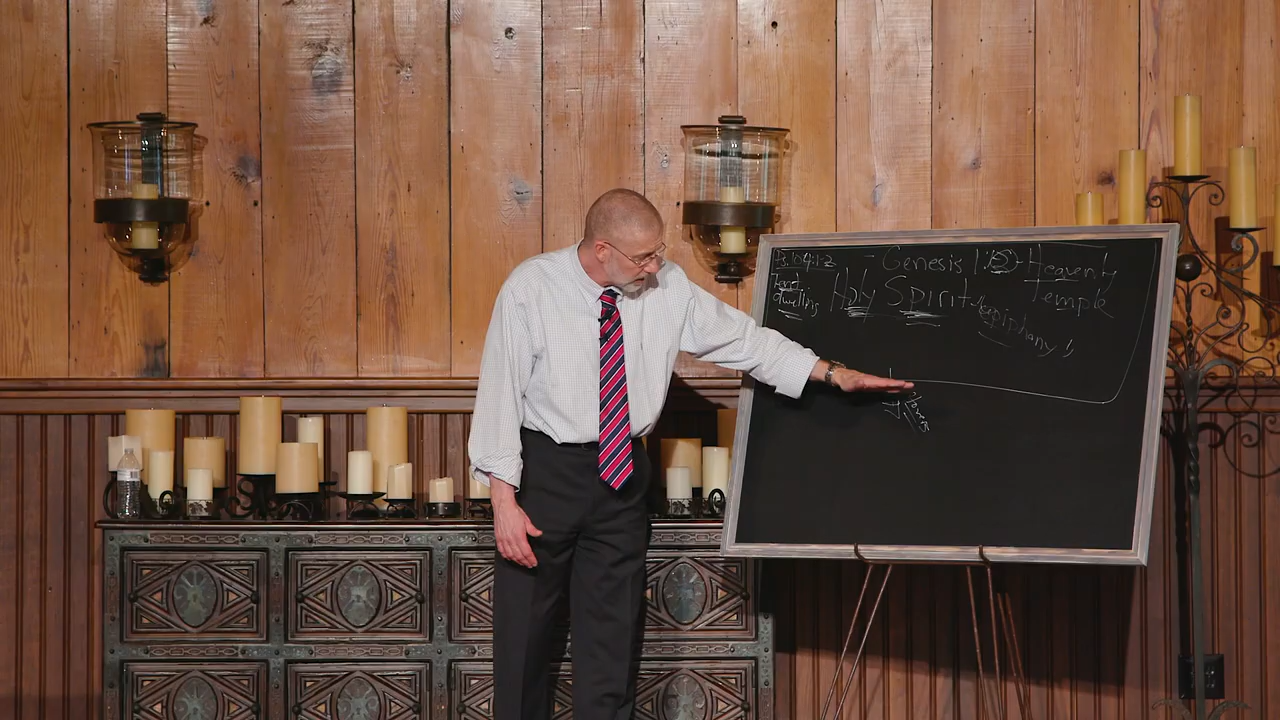 Ps. 104:1-2 - Genesis 1:2 - Heavenly
Temple
Tent
dwelling
Holy Spirit
epiphany